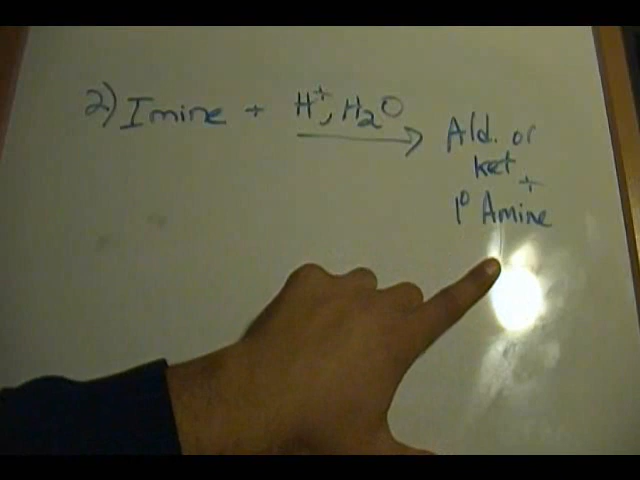 2) Imine + H⁺, H₂O
Ald. or
ket
+
1° Amine